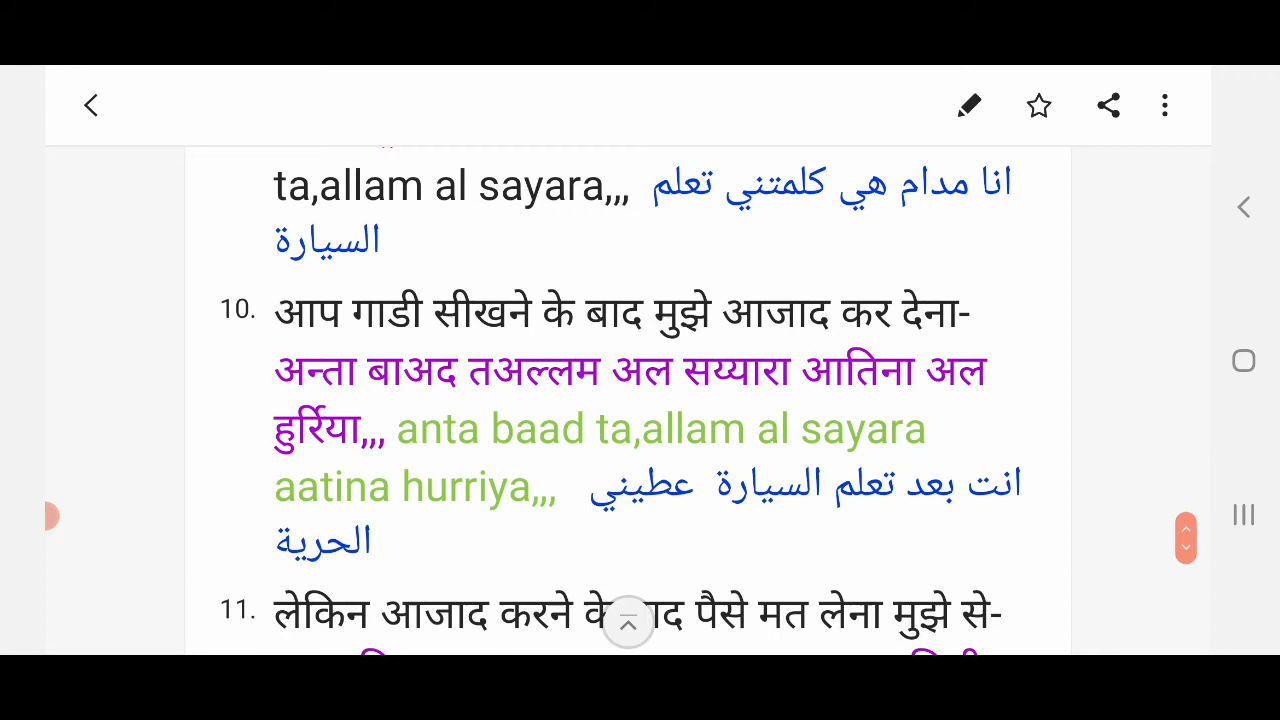 ta,allam al sayara,,, انا مدام هي كلمتني تعلم
السيارة
10. आप गाडी सीखने के बाद मुझे आजाद कर देना-
अन्ता बाअद तअल्लम अल सय्यारा आतिना अल
हुर्रिया,,, anta baad ta,allam al sayara
aatina hurriya,,, انت بعد تعلم السيارة عطيني
الحرية
11. लेकिन आजाद करने के पैसे मत लेना मुझे से-